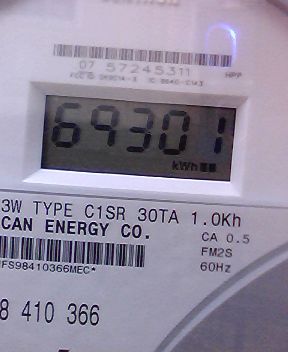 07 57245311
HPP
69301
kWh
3W TYPE C1SR 30TA 1.0Kh
CAN ENERGY CO.
CA 0.5
FM2S
60Hz
FS98410366MEC*
8 410 366